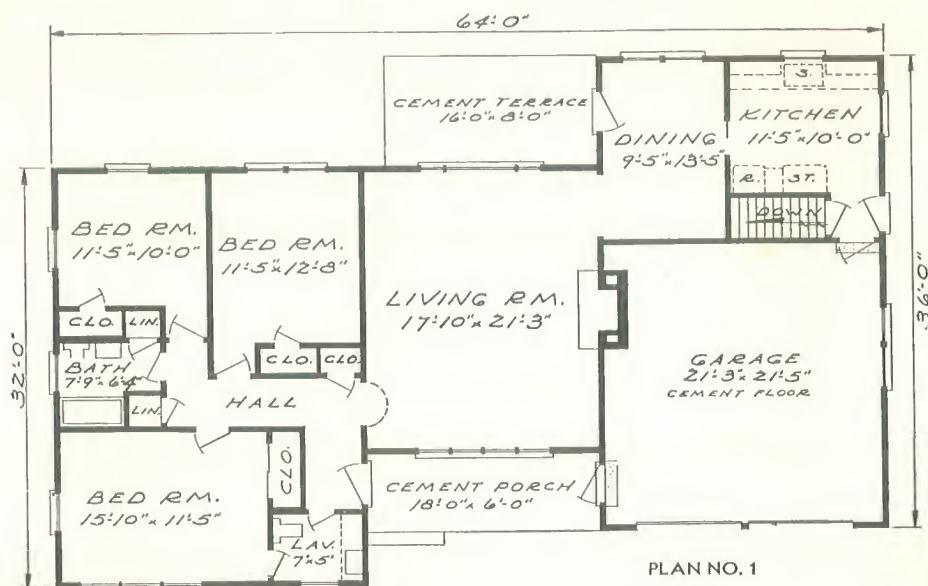 64'-0"
CEMENT TERRACE
16'-0" x 8'-0"
DINING
9'-5" x 13'-5"
S.
KITCHEN
11'-5" x 10'-0"
R.
ST.
DOWN
BED RM.
11'-5" x 10'-0"
BED RM.
11'-5" x 12'-8"
LIVING RM.
17'-10" x 21'-3"
36'-0"
32'-0"
CLO.
LIN.
CLO.
CLO.
BATH
7'-9" x 6'-4"
LIN.
HALL
GARAGE
21'-3" x 21'-5"
CEMENT FLOOR
BED RM.
15'-10" x 11'-5"
CLO.
CEMENT PORCH
18'-0" x 6'-0"
LAV.
7' x 5'
PLAN NO. 1